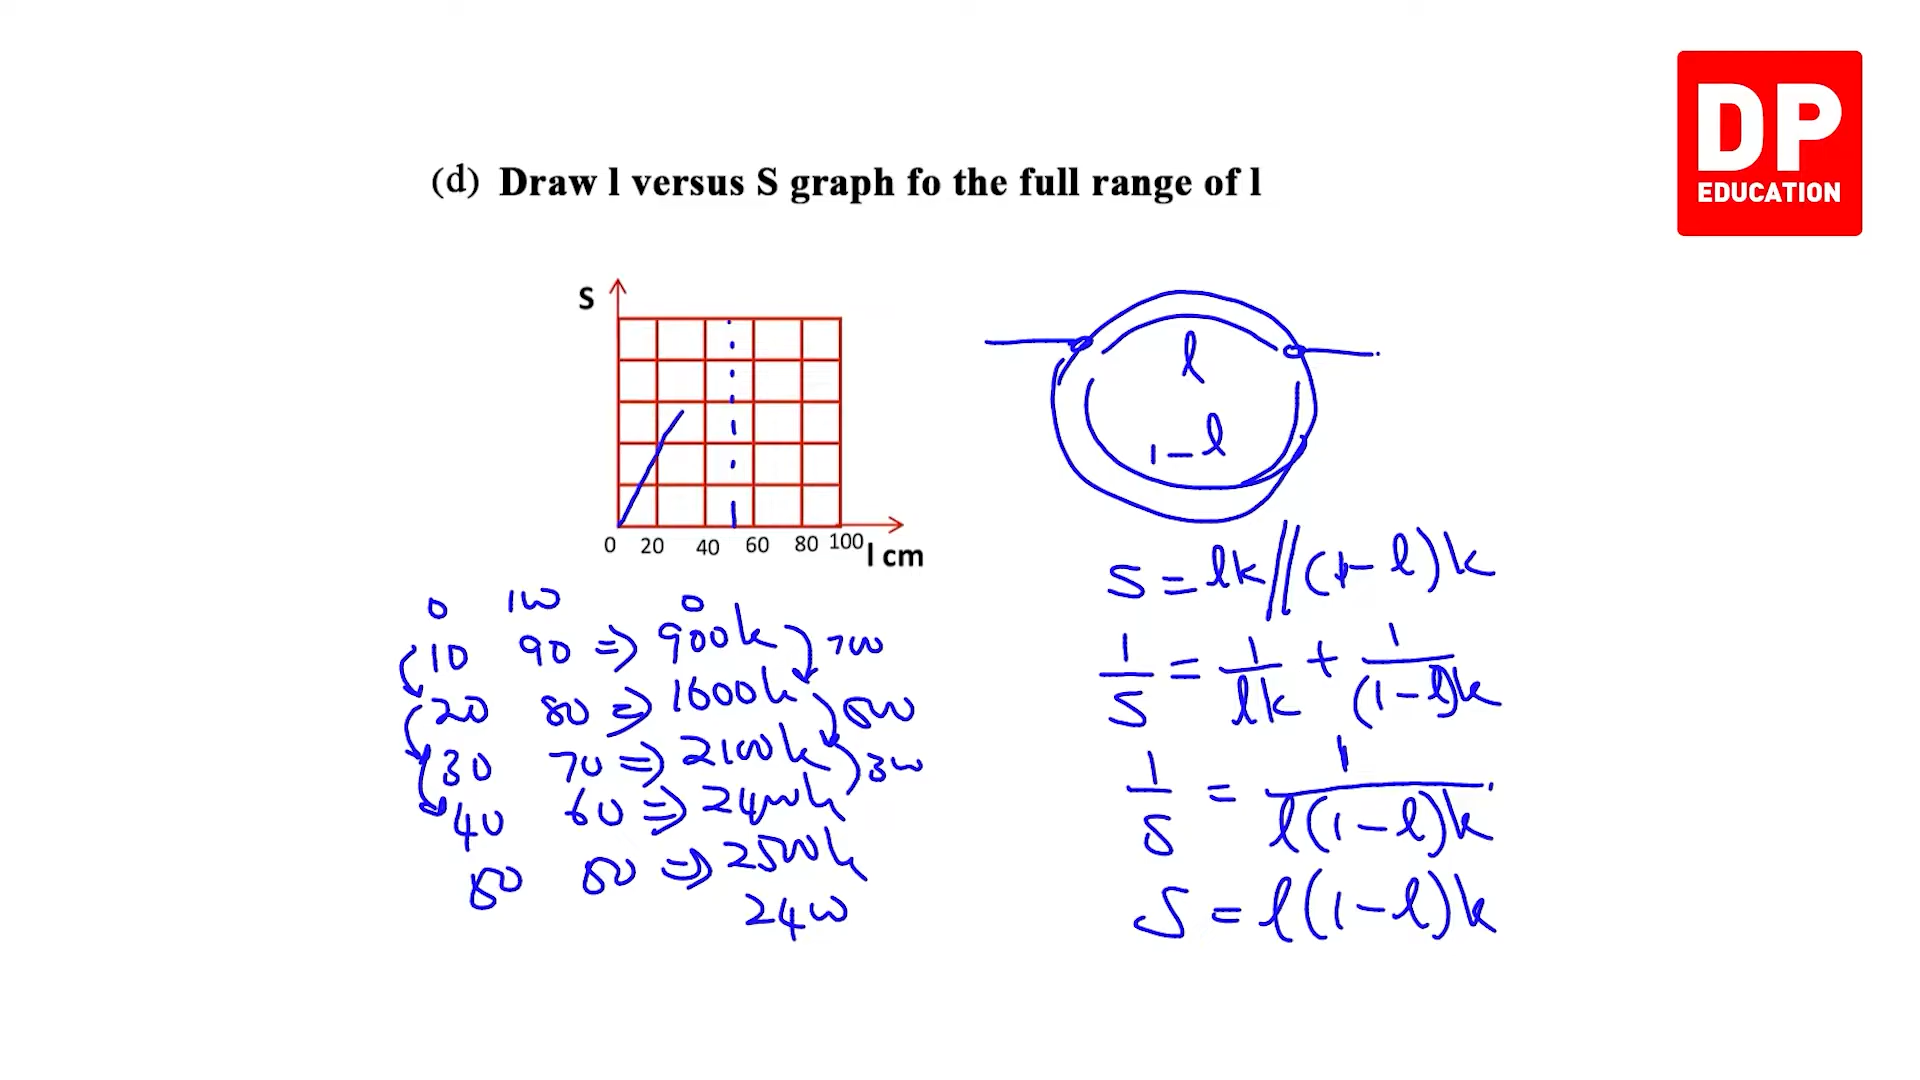 DP
EDUCATION
(d) Draw l versus S graph fo the full range of l
S
0 20 40 60 80 100
l cm
l
1-l
0 100 0
10 90 ⇒ 900k 700
20 80 ⇒ 1600k 500
30 70 ⇒ 2100k 300
40 60 ⇒ 2400k
50 50 ⇒ 2500k
2400
S = lk//(1-l)k
1/S = 1/lk + 1/(1-l)k
1/S = 1/l(1-l)k
S = l(1-l)k